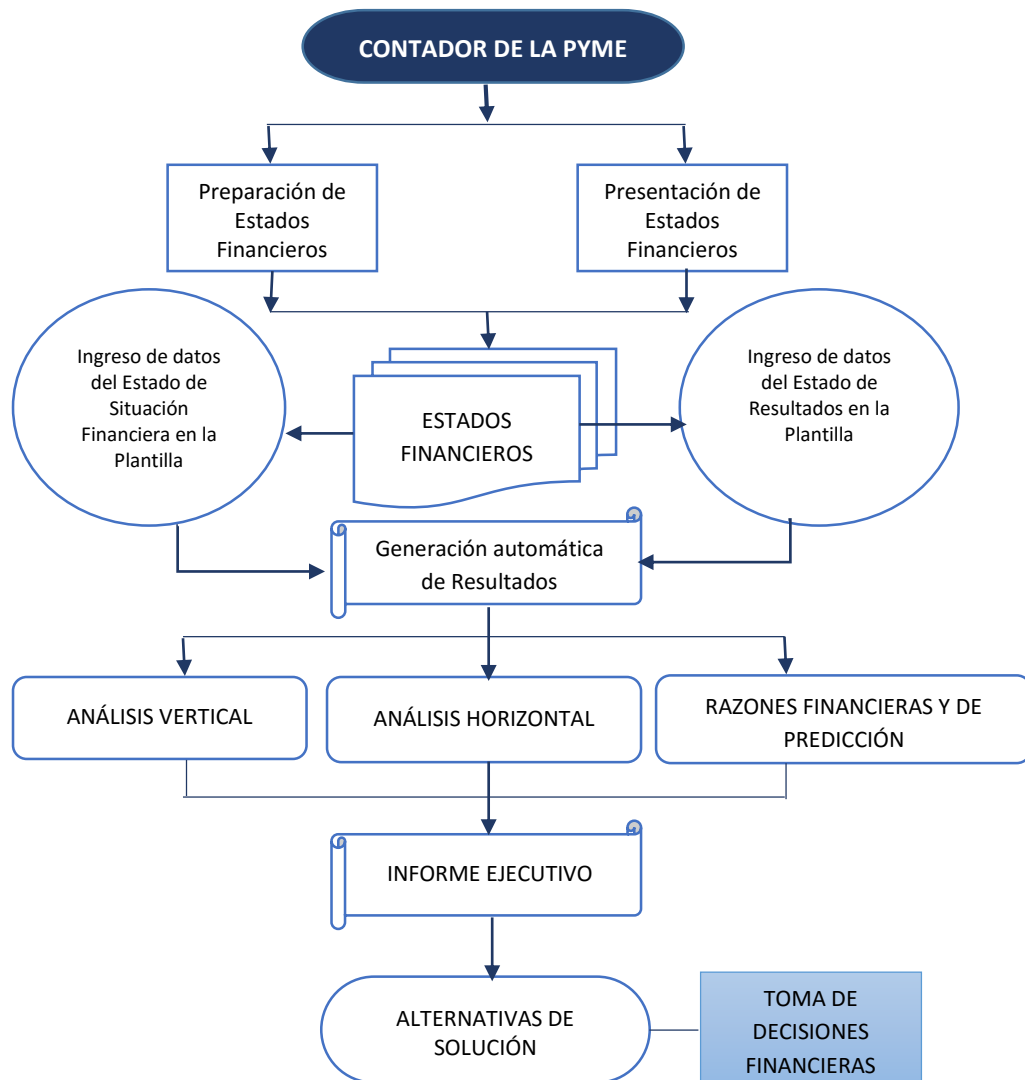 CONTADOR DE LA PYME
Preparación de
Estados
Financieros
Presentación de
Estados
Financieros
Ingreso de datos
del Estado de
Situación
Financiera en la
Plantilla
ESTADOS
FINANCIEROS
Ingreso de datos
del Estado de
Resultados en la
Plantilla
Generación automática
de Resultados
ANÁLISIS VERTICAL
ANÁLISIS HORIZONTAL
RAZONES FINANCIERAS Y DE
PREDICCIÓN
INFORME EJECUTIVO
ALTERNATIVAS DE
SOLUCIÓN
TOMA DE
DECISIONES
FINANCIERAS